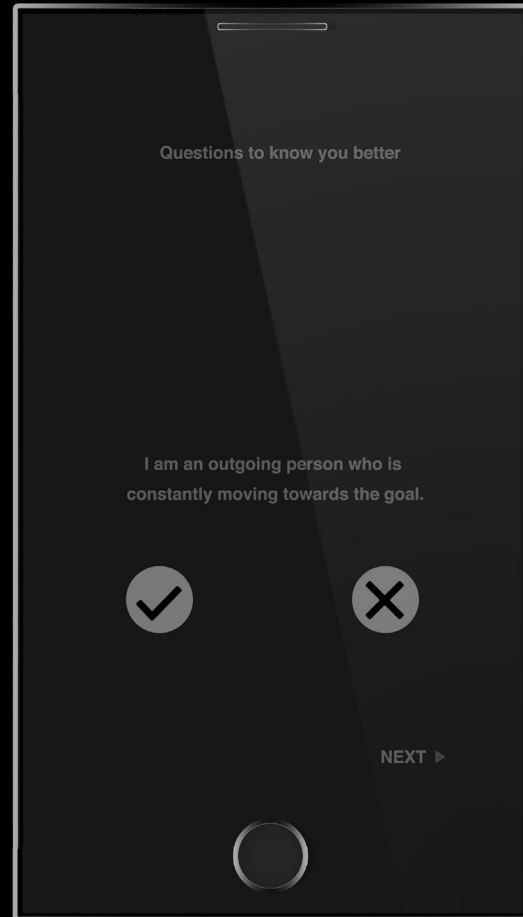 Questions to know you better
I am an outgoing person who is
constantly moving towards the goal.
NEXT